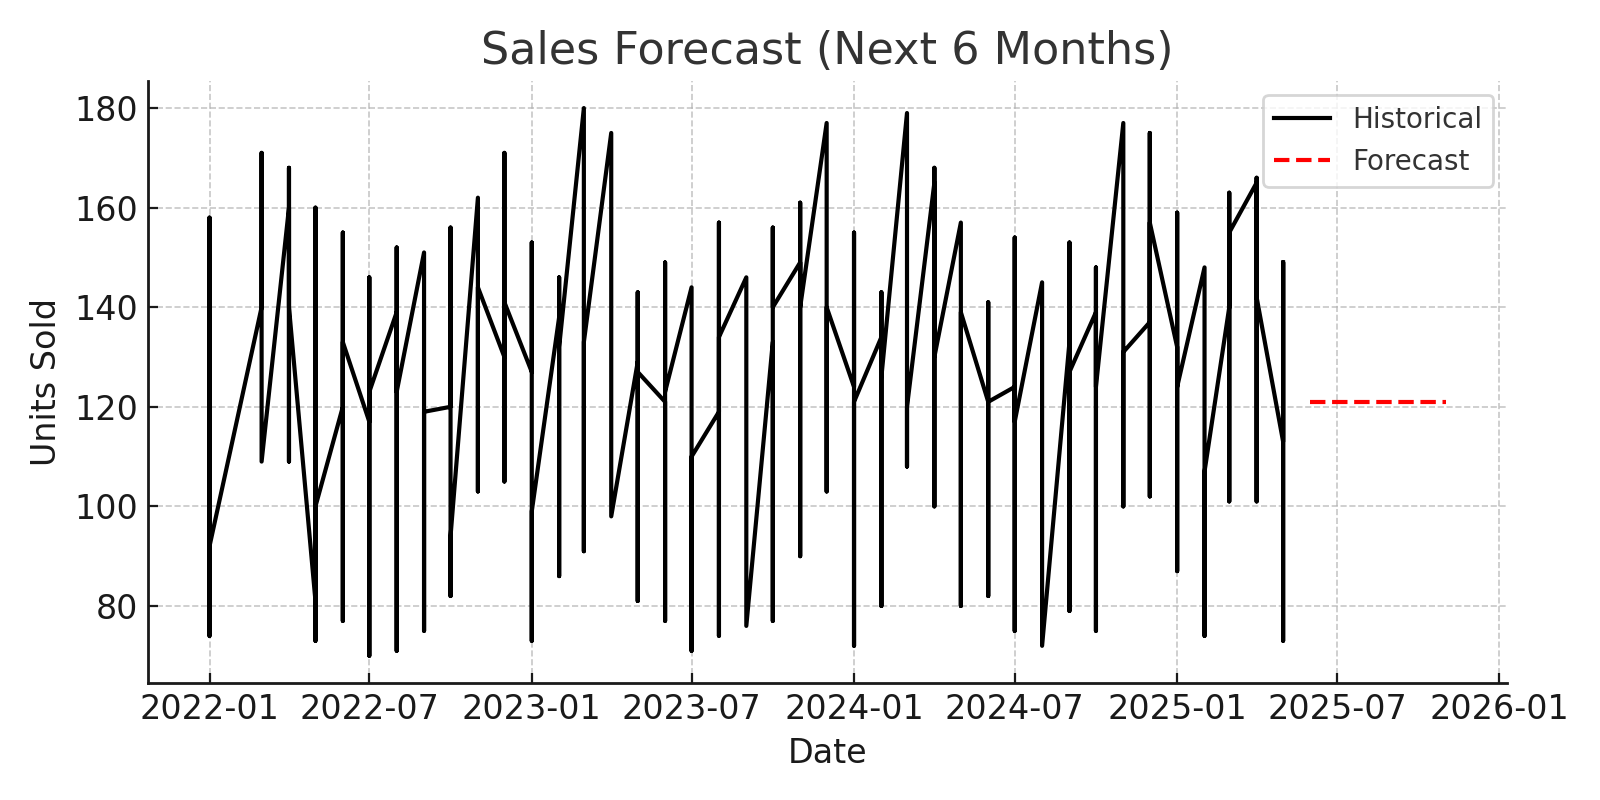 Sales Forecast (Next 6 Months)
Historical
Forecast
Units Sold
180
160
140
120
100
80
2022-01 2022-07 2023-01 2023-07 2024-01 2024-07 2025-01 2025-07 2026-01
Date